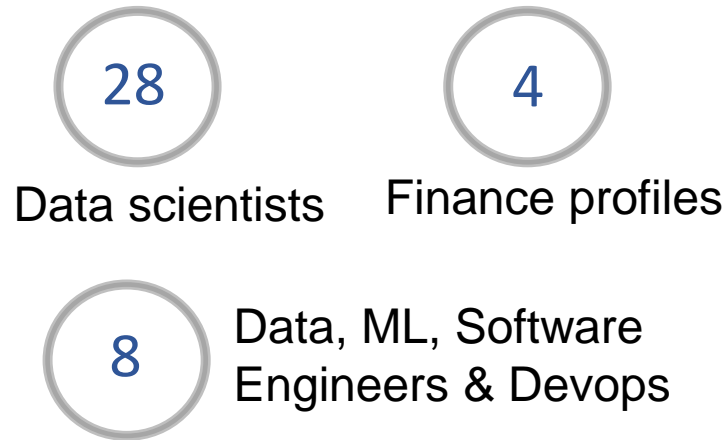 28
4
Data scientists
Finance profiles
8
Data, ML, Software
Engineers & Devops